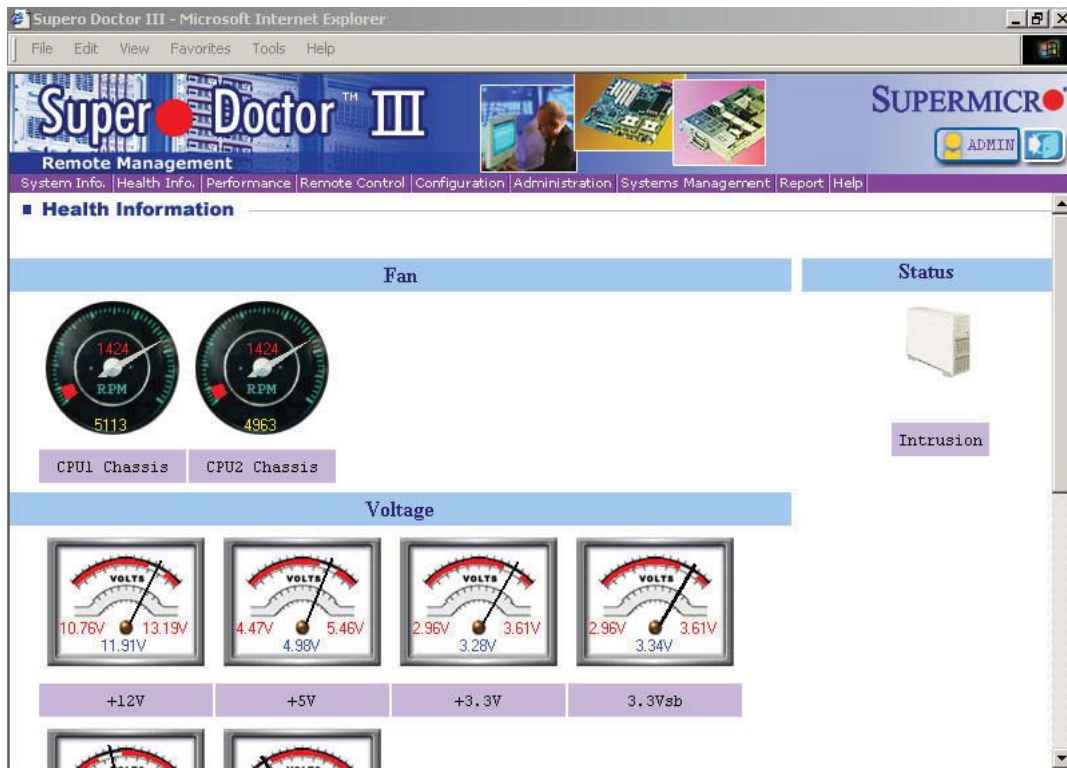 Supero Doctor III - Microsoft Internet Explorer
File Edit View Favorites Tools Help
Super Doctor™ III
SUPERMICR
Remote Management
ADMIN
System Info. Health Info. Performance Remote Control Configuration Administration Systems Management Report Help
Health Information
Fan
Status
1424
RPM
5113
1424
RPM
4963
CPU1 Chassis
CPU2 Chassis
Intrusion
Voltage
VOLTS
10.76V 13.19V
11.91V
VOLTS
4.47V 5.46V
4.98V
VOLTS
2.96V 3.61V
3.28V
VOLTS
2.96V 3.61V
3.34V
+12V
+5V
+3.3V
3.3Vsb